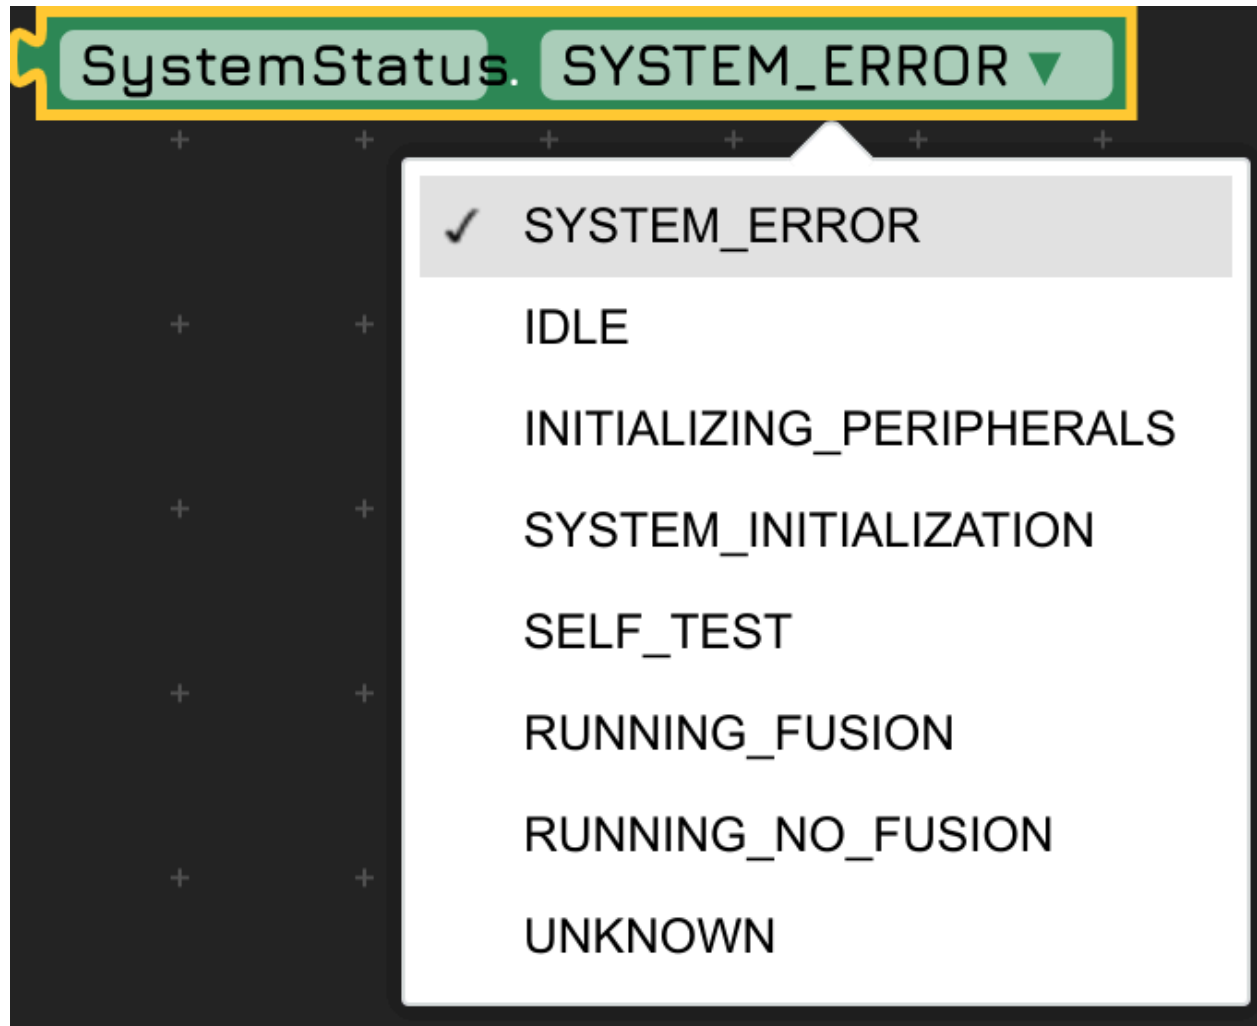 SystemStatus. SYSTEM_ERROR ▼
✓ SYSTEM_ERROR
IDLE
INITIALIZING_PERIPHERALS
SYSTEM_INITIALIZATION
SELF_TEST
RUNNING_FUSION
RUNNING_NO_FUSION
UNKNOWN